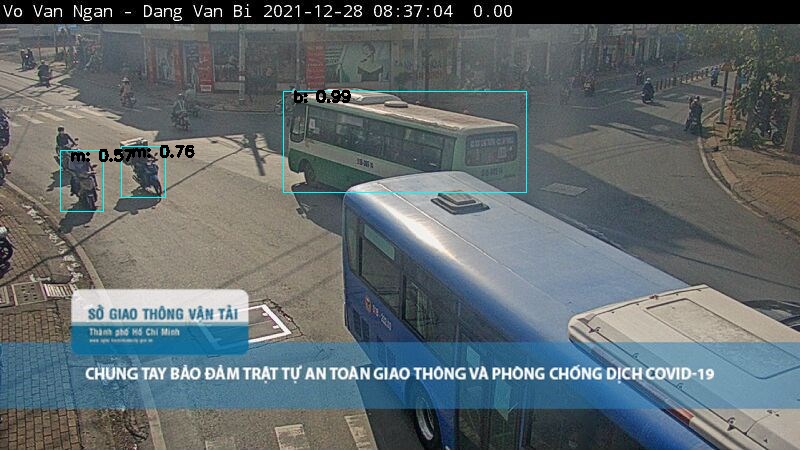 Vo Van Ngan - Dang Van Bi 2021-12-28 08:37:04 0.00
b: 0.99
m: 0.57
m: 0.76
SỞ GIAO THÔNG VẬN TẢI
Thành phố Hồ Chí Minh
CHUNG TAY BẢO ĐẢM TRẬT TỰ AN TOÀN GIAO THÔNG VÀ PHÒNG CHỐNG DỊCH COVID-19